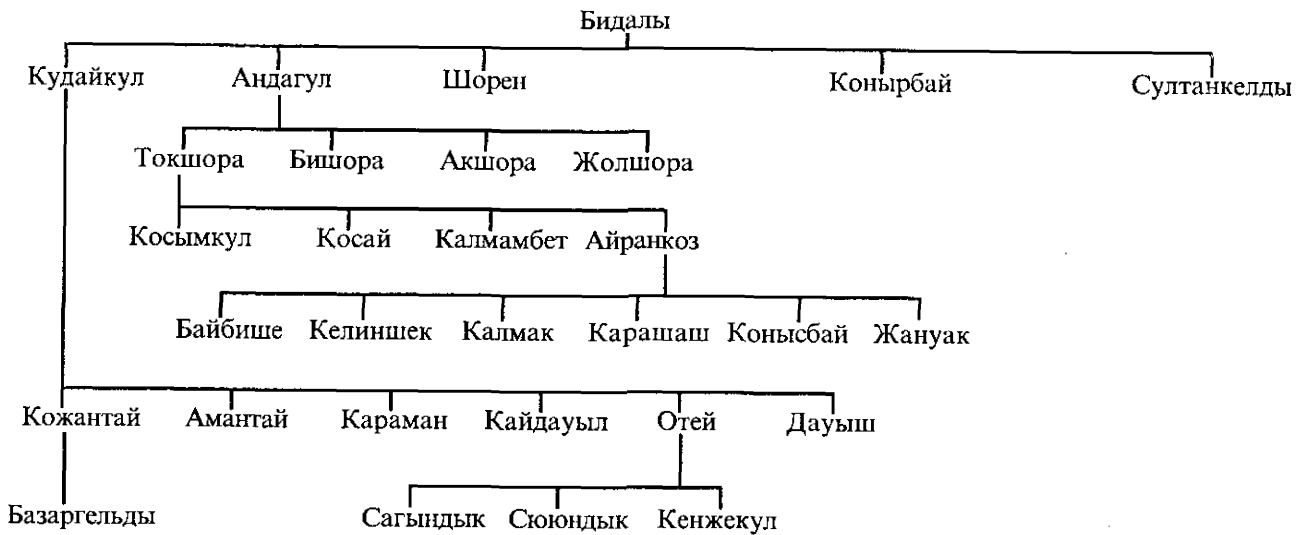 Бидалы
Кудайкул Андагул Шорен Конырбай Султанкелды
Токшора Бишора Акшора Жолшора
Косымкул Косай Калмамбет Айранкоз
Байбише Келиншек Калмак Карашаш Конысбай Жануак
Кожантай Амантай Караман Кайдауыл Отей Дауыш
Базаргельды Сагындык Сююндык Кенжекул